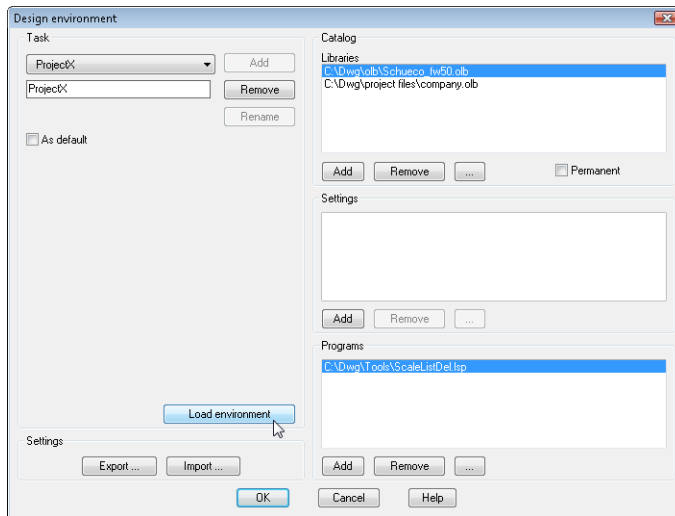 Design environment
Task
ProjectX
Add
ProjectX
Remove
Rename
As default
Load environment
Settings
Export ...
Import ...
Catalog
Libraries
C:\Dwg\olb\Schueco_fw50.olb
C:\Dwg\project files\company.olb
Add
Remove
...
Permanent
Settings
Add
Remove
...
Programs
C:\Dwg\Tools\ScaleListDel.lsp
Add
Remove
...
OK
Cancel
Help